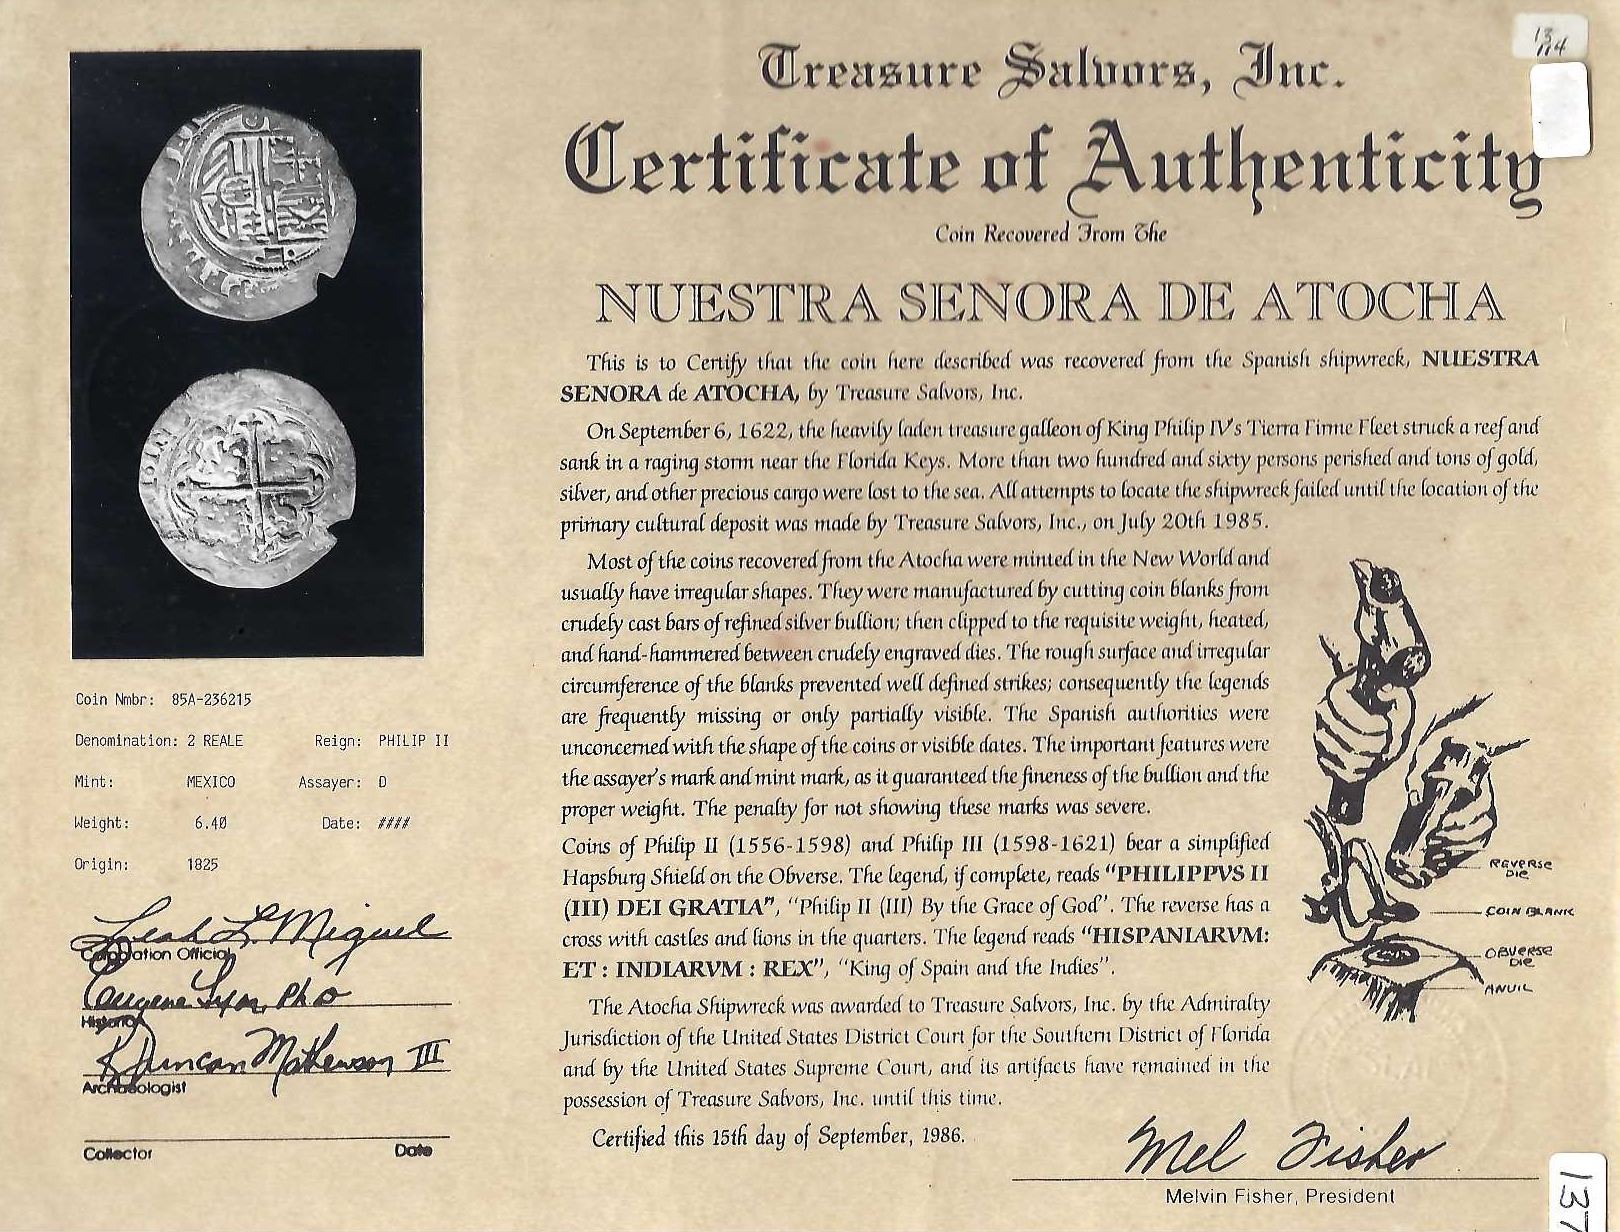 13
114
Treasure Salvors, Inc.
Certificate of Authenticity
Coin Recovered From The
NUESTRA SENORA DE ATOCHA
This is to Certify that the coin here described was recovered from the Spanish shipwreck, NUESTRA
SENORA de ATOCHA, by Treasure Salvors, Inc.
On September 6, 1622, the heavily laden treasure galleon of King Philip IV's Tierra Firme Fleet struck a reef and
sank in a raging storm near the Florida Keys. More than two hundred and sixty persons perished and tons of gold,
silver, and other precious cargo were lost to the sea. All attempts to locate the shipwreck failed until the location of the
primary cultural deposit was made by Treasure Salvors, Inc., on July 20th 1985.
Most of the coins recovered from the Atocha were minted in the New World and
usually have irregular shapes. They were manufactured by cutting coin blanks from
crudely cast bars of refined silver bullion; then clipped to the requisite weight, heated,
and hand-hammered between crudely engraved dies. The rough surface and irregular
circumference of the blanks prevented well defined strikes; consequently the legends
are frequently missing or only partially visible. The Spanish authorities were
unconcerned with the shape of the coins or visible dates. The important features were
the assayer's mark and mint mark, as it guaranteed the fineness of the bullion and the
proper weight. The penalty for not showing these marks was severe.
Coins of Philip II (1556-1598) and Philip III (1598-1621) bear a simplified
Hapsburg Shield on the Obverse. The legend, if complete, reads "PHILIPPVS II
(III) DEI GRATIA", "Philip II (III) By the Grace of God". The reverse has a
cross with castles and lions in the quarters. The legend reads "HISPANIARVM:
ET : INDIARVM : REX", "King of Spain and the Indies".
The Atocha Shipwreck was awarded to Treasure Salvors, Inc. by the Admiralty
Jurisdiction of the United States District Court for the Southern District of Florida
and by the United States Supreme Court, and its artifacts have remained in the
possession of Treasure Salvors, Inc. until this time.
Certified this 15th day of September, 1986.
REVERSE
DIE
COIN BLANK
OBVERSE
DIE
ANVIL
Mel Fisher
Melvin Fisher, President
Coin Nmbr: 85A-236215
Denomination: 2 REALE Reign: PHILIP II
Mint: MEXICO Assayer: D
Weight: 6.40 Date: ####
Origin: 1825
Leah L. Miguel
Corporation Official
Eugene Lyon, Ph D
Historian
R Duncan Mathewson III
Archaeologist
Collector Date
137